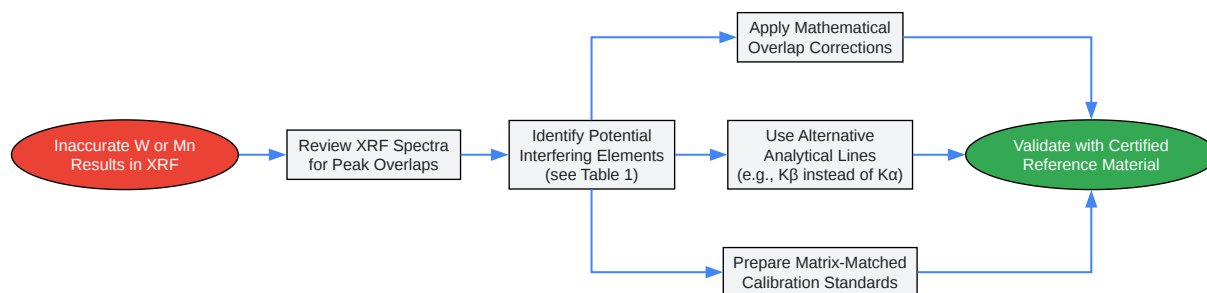 Inaccurate W or Mn
Results in XRF
Review XRF Spectra
for Peak Overlaps
Identify Potential
Interfering Elements
(see Table 1)
Apply Mathematical
Overlap Corrections
Use Alternative
Analytical Lines
(e.g., Kβ instead of Kα)
Prepare Matrix-Matched
Calibration Standards
Validate with Certified
Reference Material